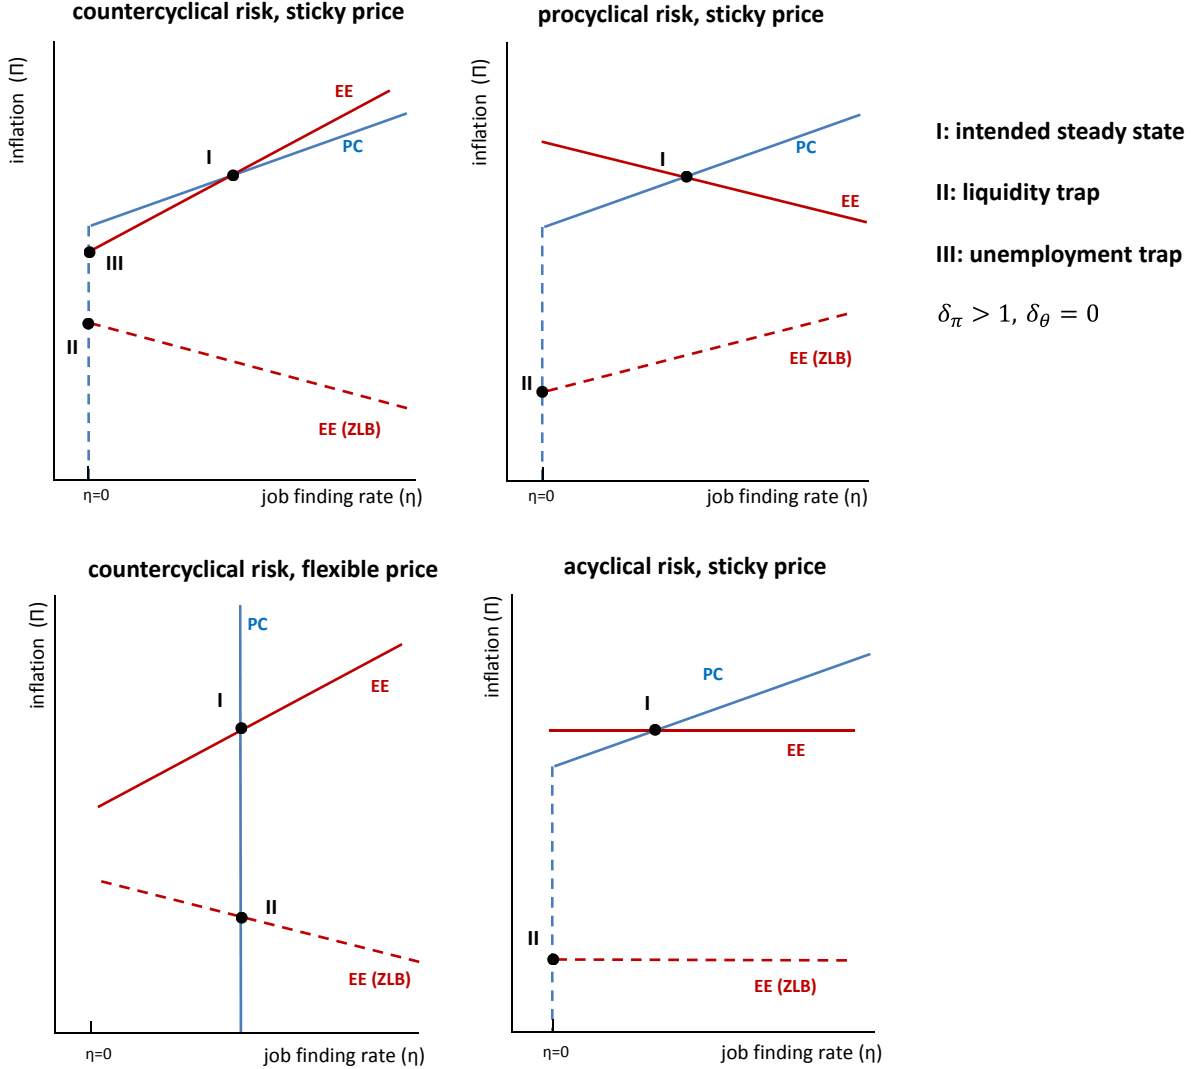 countercyclical risk, sticky price
inflation (Π)
EE
PC
I
III
II
EE (ZLB)
η=0
job finding rate (η)
procyclical risk, sticky price
inflation (Π)
PC
I
EE
II
EE (ZLB)
η=0
job finding rate (η)
I: intended steady state
II: liquidity trap
III: unemployment trap
δπ > 1, δθ = 0
countercyclical risk, flexible price
inflation (Π)
PC
I
EE
II
EE (ZLB)
η=0
job finding rate (η)
acyclical risk, sticky price
inflation (Π)
PC
I
EE
II
EE (ZLB)
η=0
job finding rate (η)